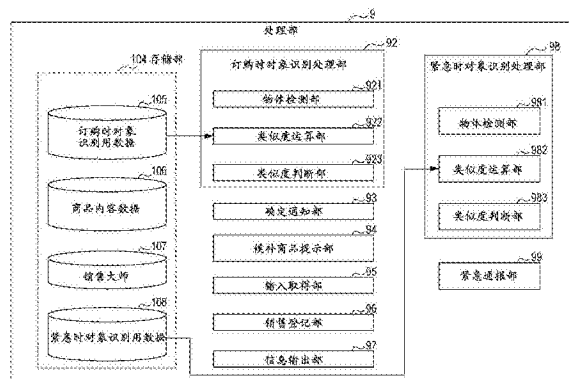 9
处理部
104 存储部
105
订购时对象
识别用数据
106
商品内容数据
107
销售大师
108
紧急时对象识别用数据
92
订购时对象识别处理部
921
物体检测部
922
类似度运算部
923
类似度判断部
93
确定通知部
94
候补商品提示部
95
输入取得部
96
销售登记部
97
信息输出部
98
紧急时对象识别处理部
981
物体检测部
982
类似度运算部
983
类似度判断部
99
紧急通报部